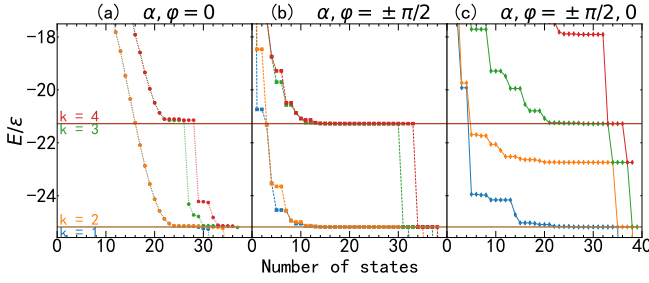 (a) α, φ = 0
(b) α, φ = ± π/2
(c) α, φ = ± π/2, 0
E/ε
−18
−20
−22
−24
k = 4
k = 3
k = 2
k = 1
0 10 20 30
0 10 20 30
0 10 20 30 40
Number of states